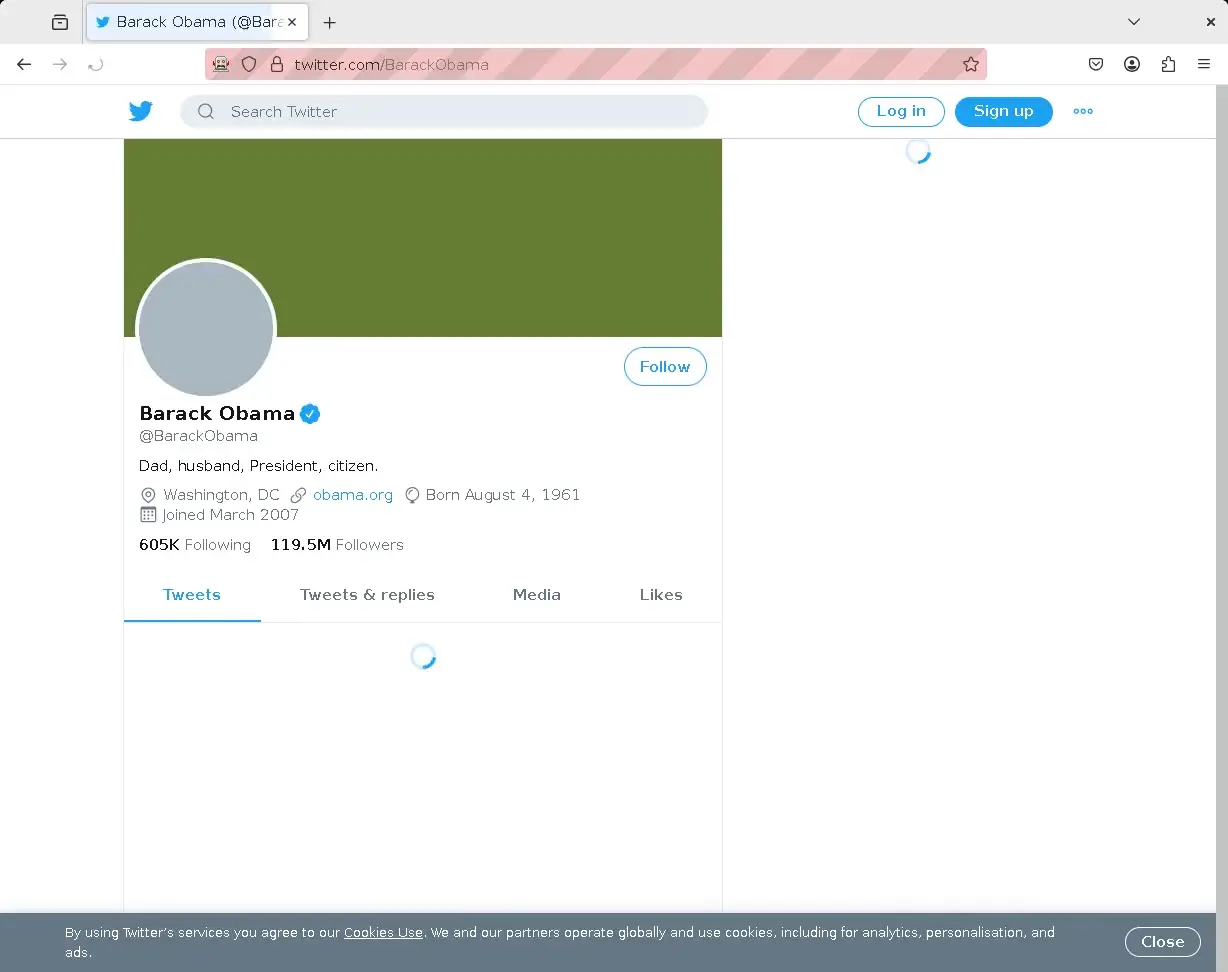 Barack Obama (@Bara
twitter.com/BarackObama
Search Twitter
Log in
Sign up
Follow
Barack Obama
@BarackObama
Dad, husband, President, citizen.
Washington, DC obama.org Born August 4, 1961
Joined March 2007
605K Following 119.5M Followers
Tweets Tweets & replies Media Likes
By using Twitter's services you agree to our Cookies Use. We and our partners operate globally and use cookies, including for analytics, personalisation, and
ads.
Close